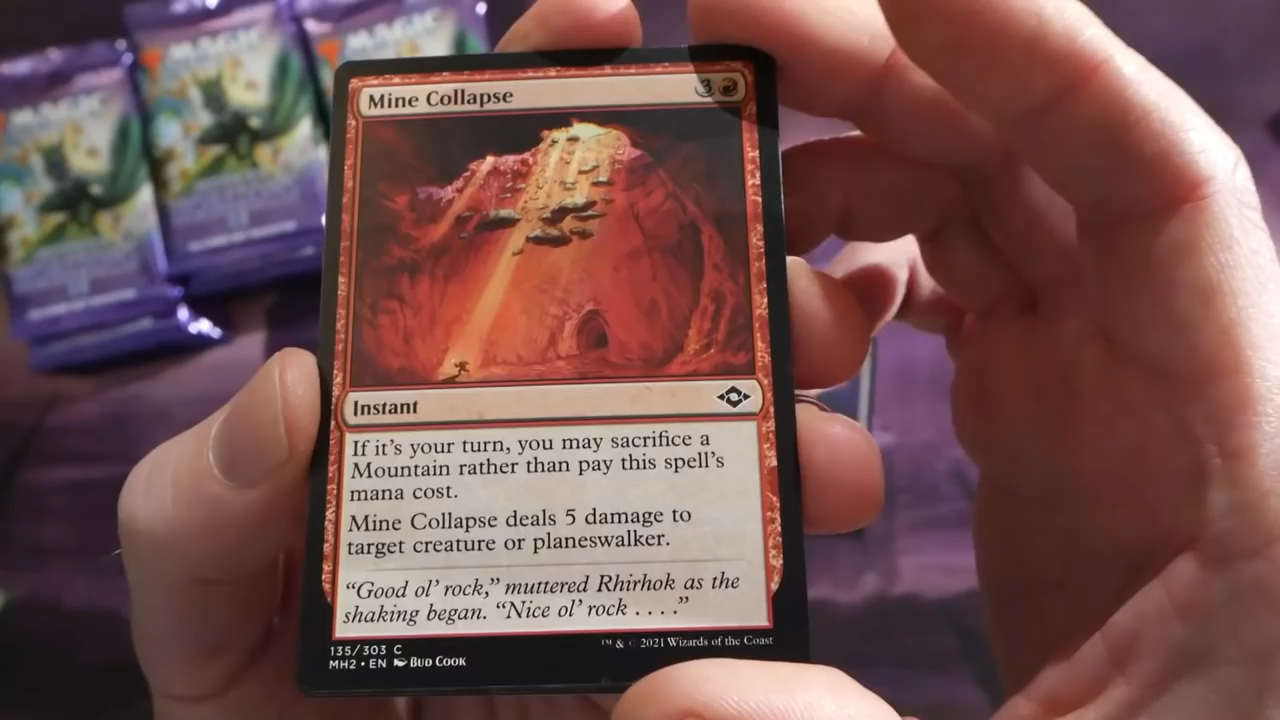 MAGIC
MAGIC
MAGIC
Mine Collapse
3
Instant
If it's your turn, you may sacrifice a
Mountain rather than pay this spell's
mana cost.
Mine Collapse deals 5 damage to
target creature or planeswalker.
"Good ol' rock," muttered Rhirhok as the
shaking began. "Nice ol' rock . . . ."
135/303 C
MH2 • EN Bud Cook
™ & © 2021 Wizards of the Coast